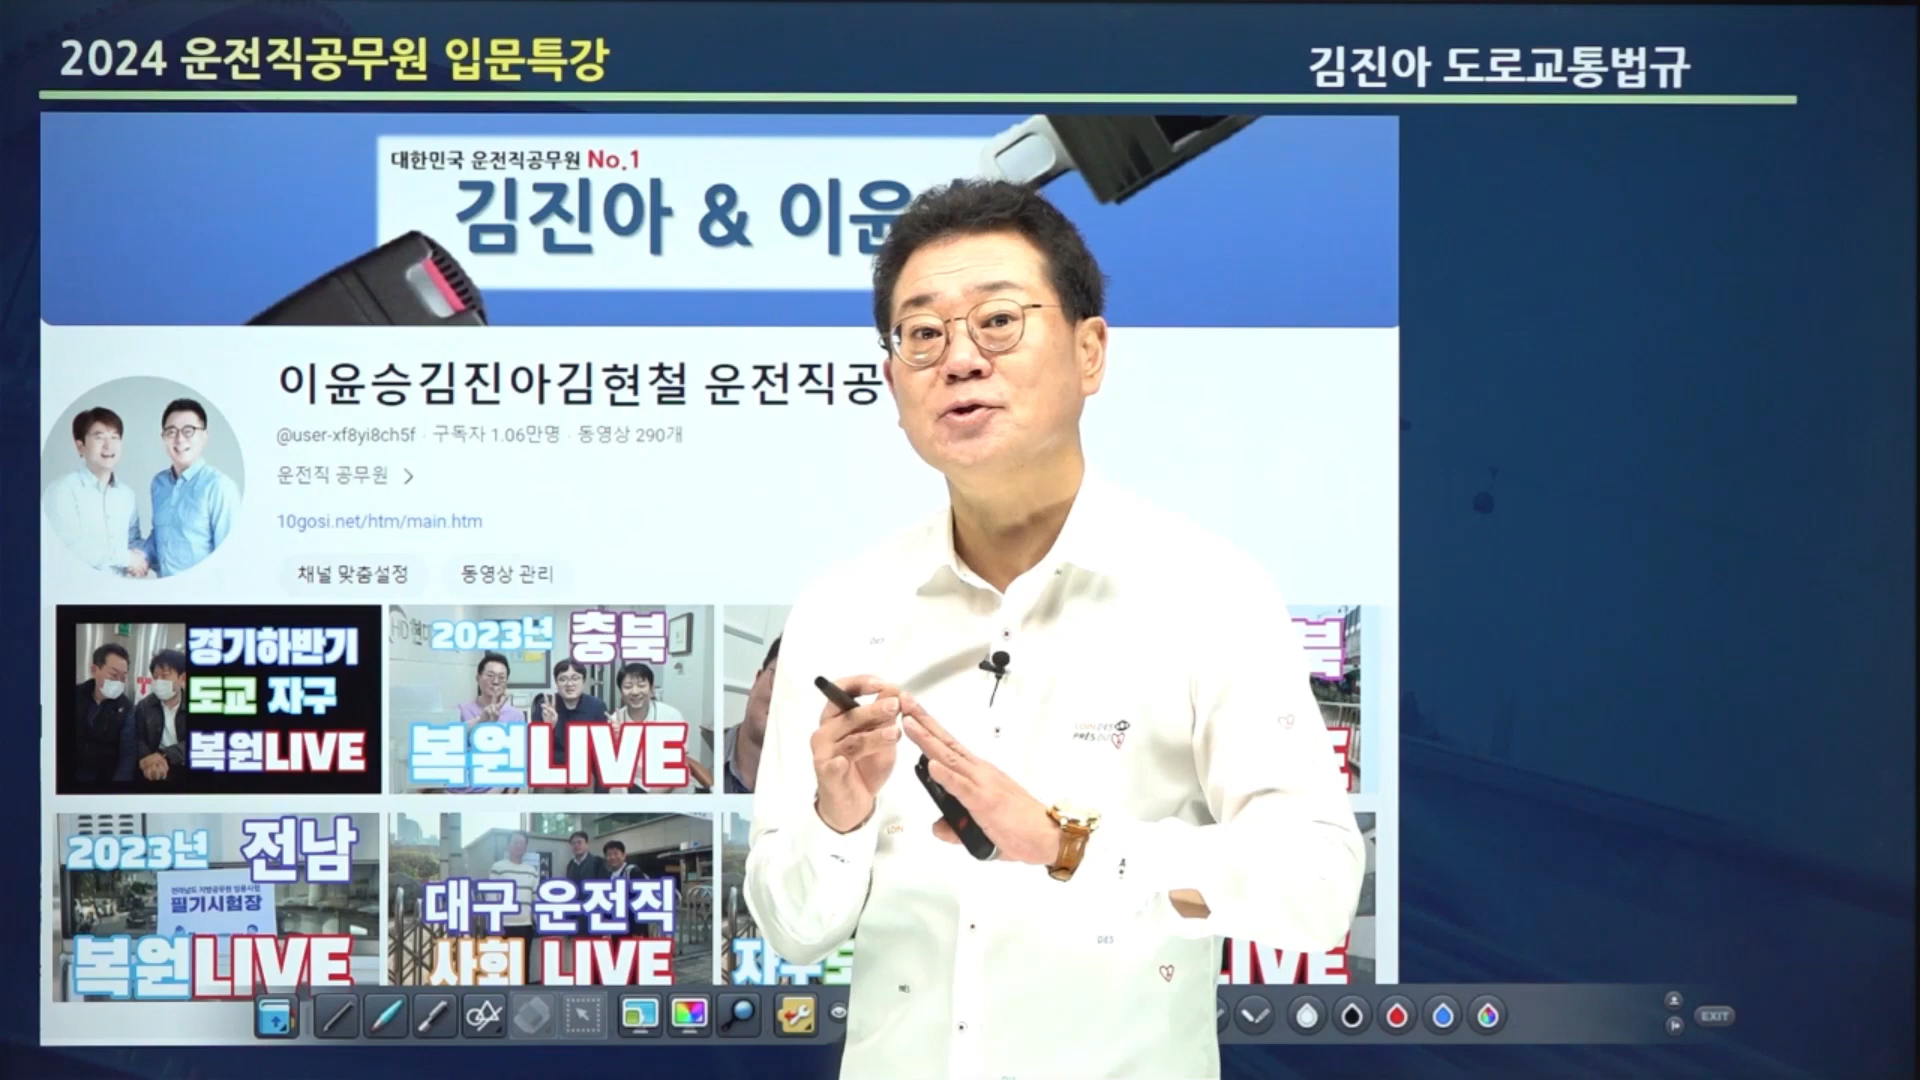 2024 운전직공무원 입문특강
김진아 도로교통법규
대한민국 운전직공무원 No.1
김진아 & 이윤
이윤승김진아김현철 운전직공
@user-xf8yi8ch5f · 구독자 1.06만명 · 동영상 290개
운전직 공무원 >
10gosi.net/htm/main.htm
채널 맞춤설정
동영상 관리
경기하반기
도교 자구
복원LIVE
2023년 충북
복원LIVE
북
2023년 전남
필기시험장
복원LIVE
대구 운전직
사회 LIVE
LIVE
LOIN DES
PRÈS DU
DES
EXIT